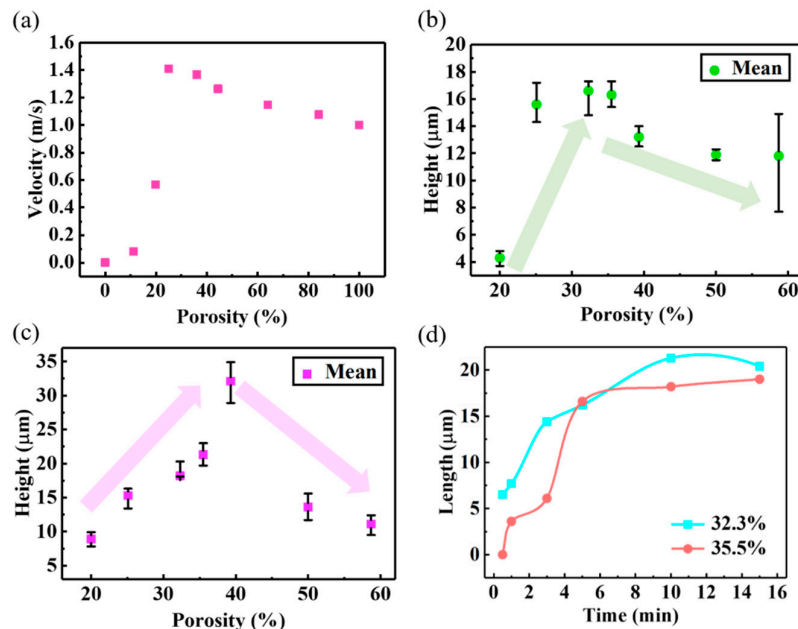 (a)
1.6
1.4
1.2
1.0
0.8
0.6
0.4
0.2
0.0
Velocity (m/s)
0 20 40 60 80 100
Porosity (%)
(b)
20
18
16
14
12
10
8
6
4
Height (μm)
Mean
20 30 40 50 60
Porosity (%)
(c)
35
30
25
20
15
10
5
Height (μm)
Mean
20 30 40 50 60
Porosity (%)
(d)
20
15
10
5
0
Length (μm)
32.3%
35.5%
0 2 4 6 8 10 12 14 16
Time (min)